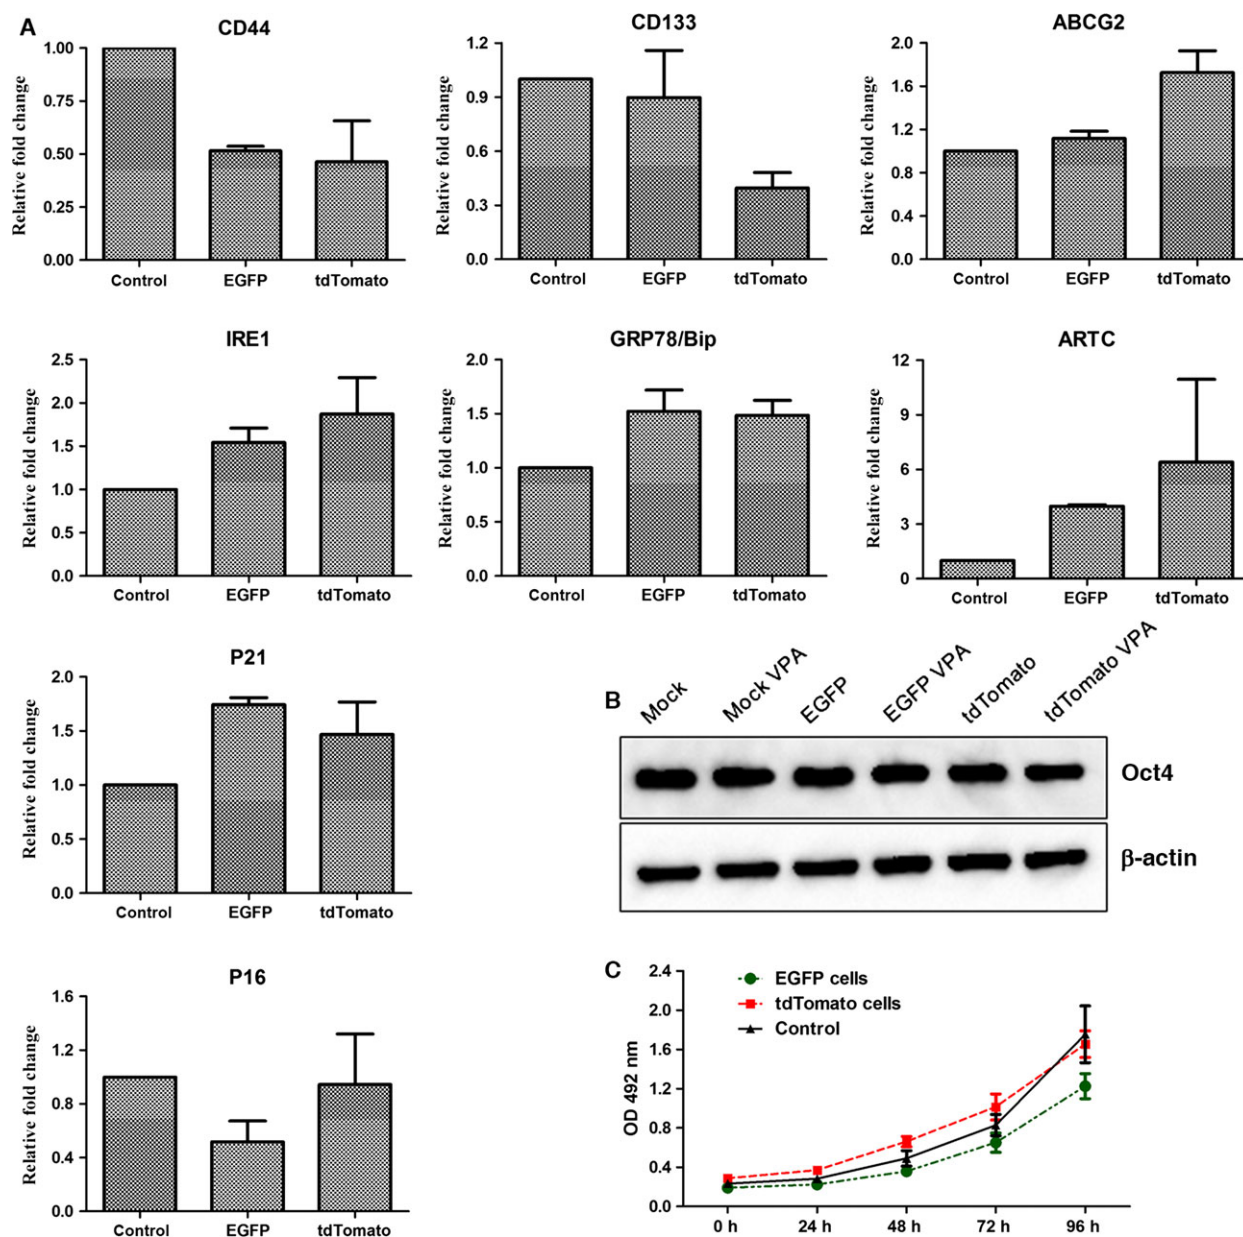 A
CD44
Relative fold change
1.00
0.75
0.50
0.25
0.00
Control EGFP tdTomato
CD133
Relative fold change
1.2
0.9
0.6
0.3
0.0
Control EGFP tdTomato
ABCG2
Relative fold change
2.0
1.6
1.2
0.8
0.4
0.0
Control EGFP tdTomato
IRE1
Relative fold change
2.5
2.0
1.5
1.0
0.5
0.0
Control EGFP tdTomato
GRP78/Bip
Relative fold change
2.0
1.5
1.0
0.5
0.0
Control EGFP tdTomato
ARTC
Relative fold change
12
9
6
3
0
Control EGFP tdTomato
P21
Relative fold change
2.0
1.5
1.0
0.5
0.0
Control EGFP tdTomato
B
Mock
Mock VPA
EGFP
EGFP VPA
tdTomato
tdTomato VPA
Oct4
β-actin
P16
Relative fold change
1.6
1.2
0.8
0.4
0.0
Control EGFP tdTomato
C
OD 492 nm
2.4
2.0
1.6
1.2
0.8
0.4
0.0
EGFP cells
tdTomato cells
Control
0 h 24 h 48 h 72 h 96 h